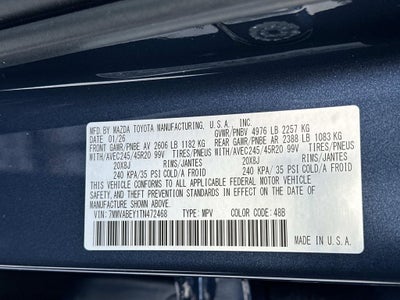 MFD. BY MAZDA TOYOTA MANUFACTURING, U.S.A., INC.
DATE: 01/26 GVWR/PNBV 4976 LB 2257 KG
FRONT GAWR/PNBE AV 2606 LB 1182 KG REAR GAWR/PNBE AR 2388 LB 1083 KG
WITH/AVEC245/45R20 99V TIRES/PNEUS WITH/AVEC245/45R20 99V TIRES/PNEUS
20X8J RIMS/JANTES 20X8J RIMS/JANTES
240 KPA/35 PSI COLD/A FROID 240 KPA/35 PSI COLD/A FROID
THIS VEHICLE CONFORMS TO ALL APPLICABLE FEDERAL MOTOR VEHICLE
SAFETY, AND THEFT PREVENTION STANDARDS IN EFFECT ON THE DATE OF
MANUFACTURE SHOWN ABOVE.
VIN: 7MMVABEY1TN472468 TYPE: MPV COLOR CODE: 48B
MADE IN U.S.A.